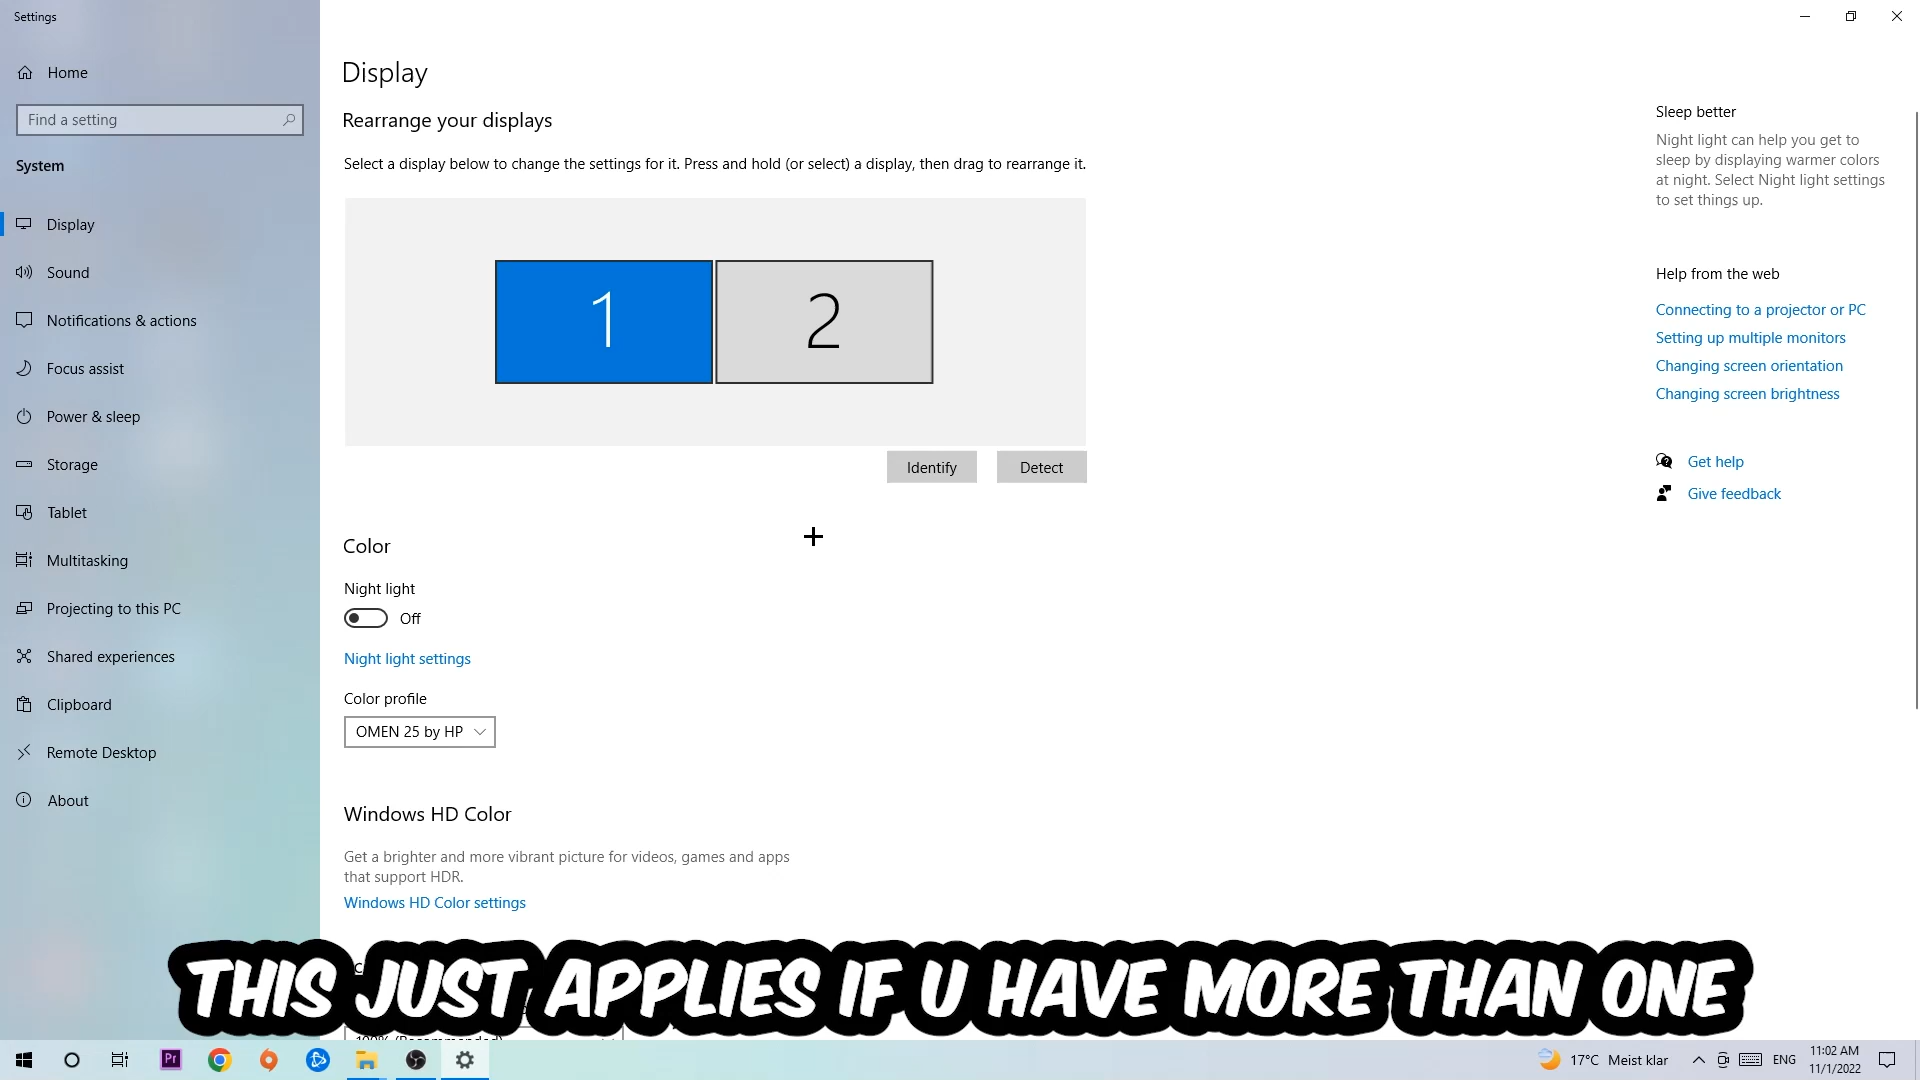 Settings
Home
Find a setting
System
Display
Sound
Notifications & actions
Focus assist
Power & sleep
Storage
Tablet
Multitasking
Projecting to this PC
Shared experiences
Clipboard
Remote Desktop
About
Display
Rearrange your displays
Select a display below to change the settings for it. Press and hold (or select) a display, then drag to rearrange it.
1
2
Identify
Detect
Color
Night light
Off
Night light settings
Color profile
OMEN 25 by HP
Windows HD Color
Get a brighter and more vibrant picture for videos, games and apps
that support HDR.
Windows HD Color settings
Sleep better
Night light can help you get to
sleep by displaying warmer colors
at night. Select Night light settings
to set things up.
Help from the web
Connecting to a projector or PC
Setting up multiple monitors
Changing screen orientation
Changing screen brightness
Get help
Give feedback
THIS JUST APPLIES IF U HAVE MORE THAN ONE
100% (Recommended)
Pr
17°C Meist klar
ENG
11:02 AM
11/1/2022